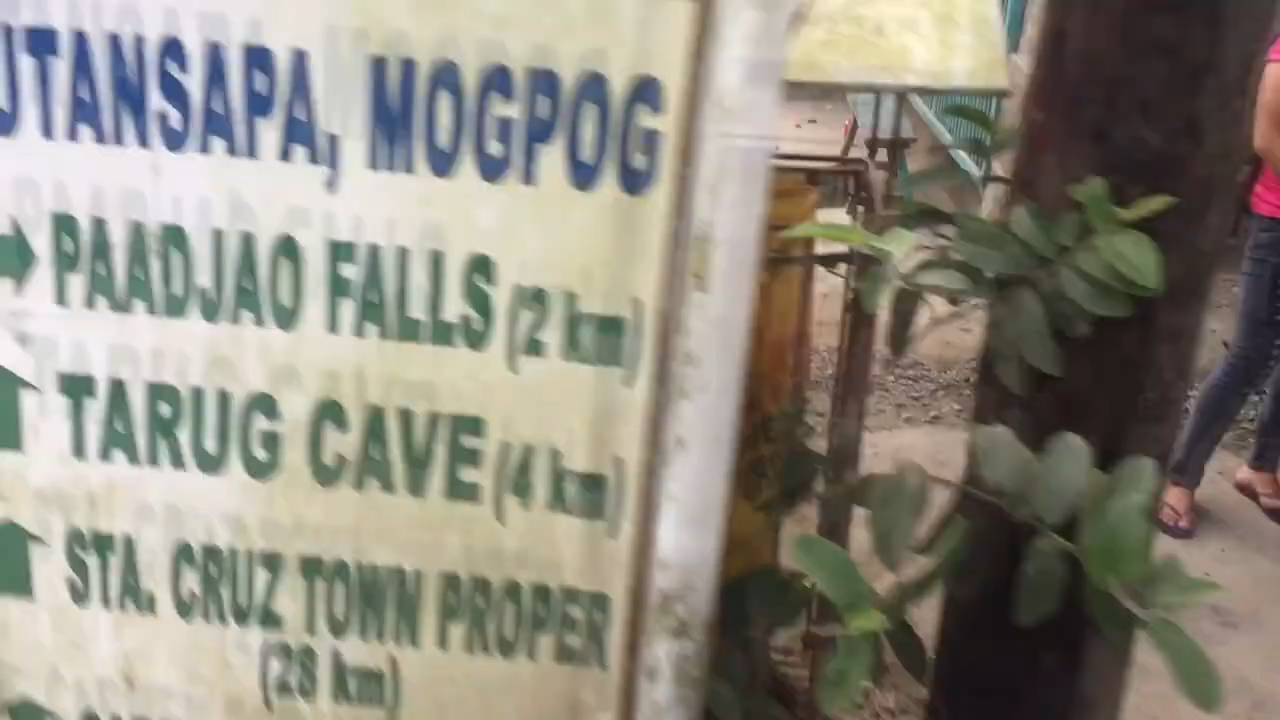 UTANSAPA, MOGPOG
PAADJAO FALLS (2 km)
TARUG CAVE (4 km)
STA. CRUZ TOWN PROPER
(28 km)